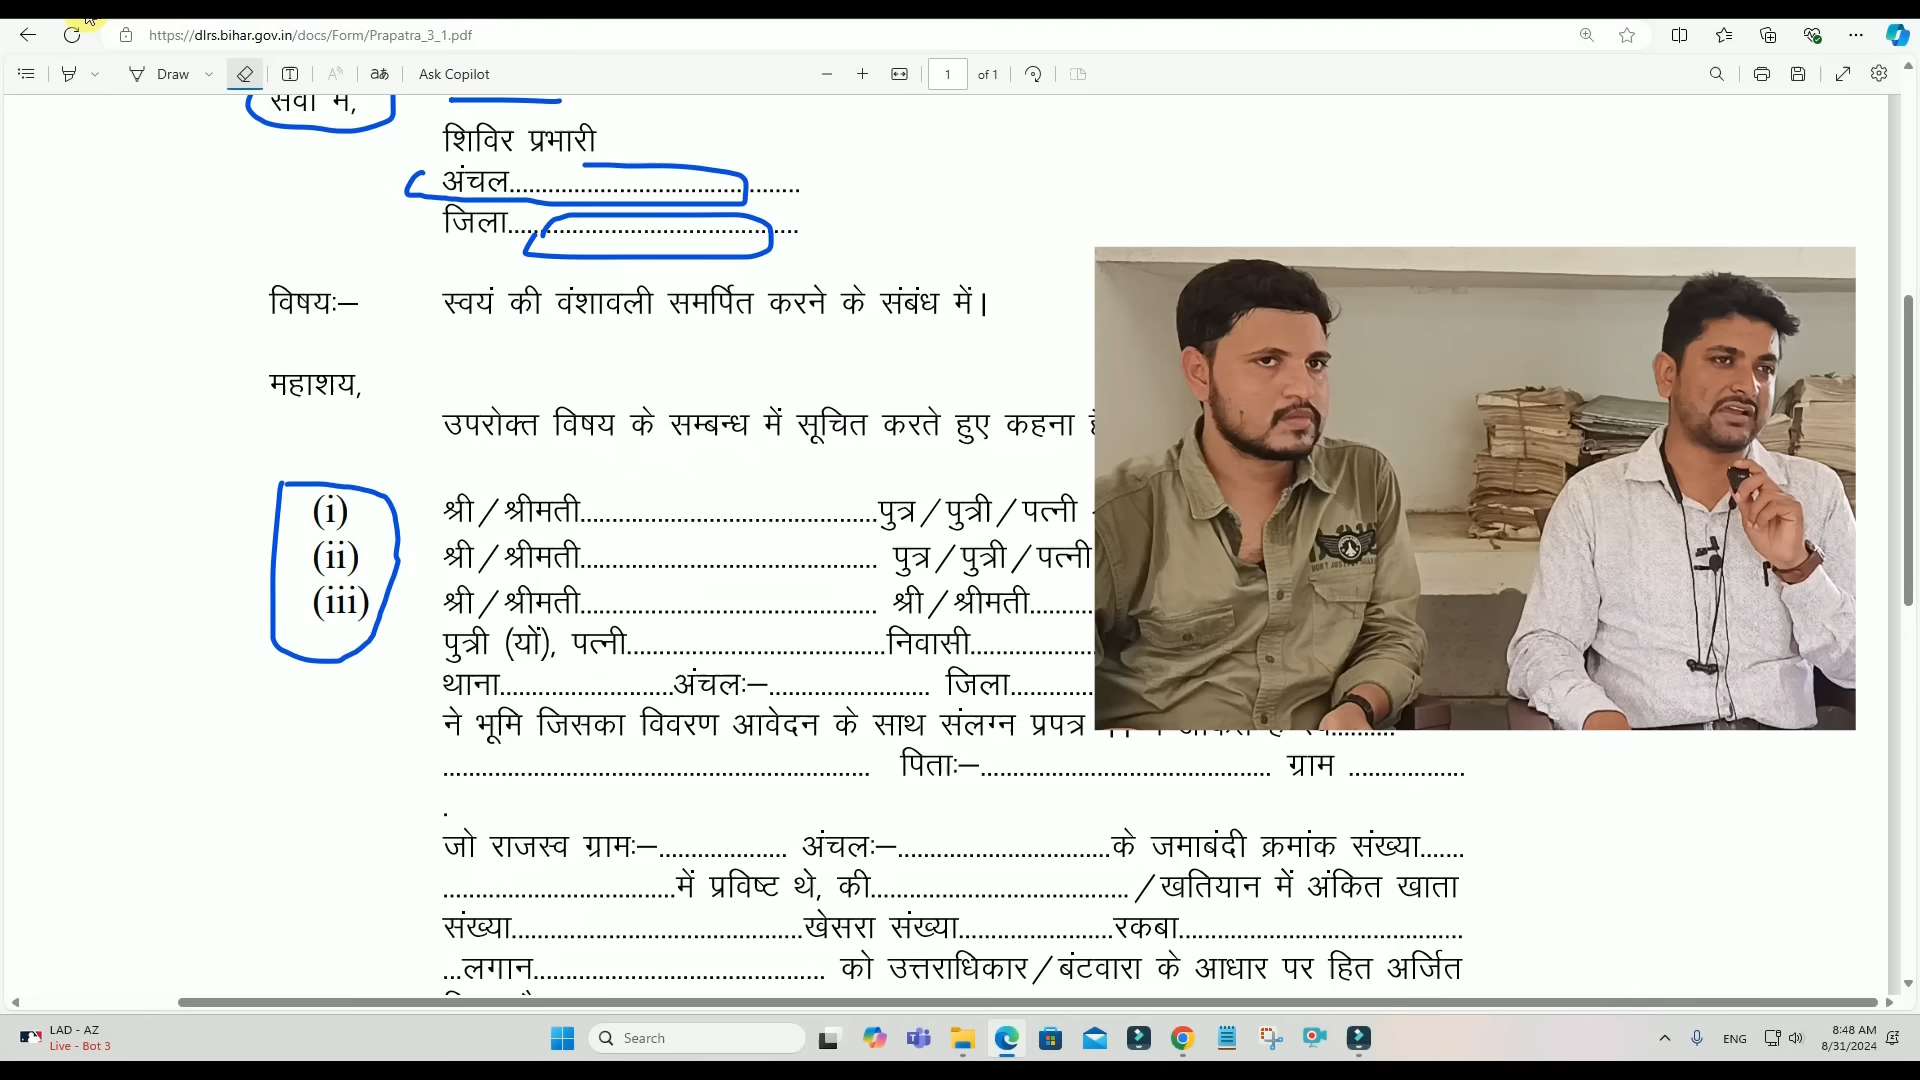 https://dlrs.bihar.gov.in/docs/Form/Prapatra_3_1.pdf
Draw
Ask Copilot
1 of 1
सेवा में,
शिविर प्रभारी
अंचल..............................................
जिला..............................................
विषयः– स्वयं की वंशावली समर्पित करने के संबंध में।
महाशय,
उपरोक्त विषय के सम्बन्ध में सूचित करते हुए कहना
(i) श्री/श्रीमती..............................................पुत्र/पुत्री/पत्नी
(ii) श्री/श्रीमती.............................................. पुत्र/पुत्री/पत्नी
(iii) श्री/श्रीमती.............................................. श्री/श्रीमती..........
पुत्री (यों), पत्नी........................................निवासी...................
थाना...........................अंचलः–......................... जिला.............
ने भूमि जिसका विवरण आवेदन के साथ संलग्न प्रपत्र
.................................................................. पिताः–............................................. ग्राम ..................
.
जो राजस्व ग्रामः–.................... अंचलः–.................................के जमाबंदी क्रमांक संख्या.......
....................................में प्रविष्ट थे, की........................................ /खतियान में अंकित खाता
संख्या.............................................खेसरा संख्या........................रकबा............................................
...लगान............................................. को उत्तराधिकार/बंटवारा के आधार पर हित अर्जित
LAD - AZ
Live - Bot 3
Search
ENG
8:48 AM
8/31/2024